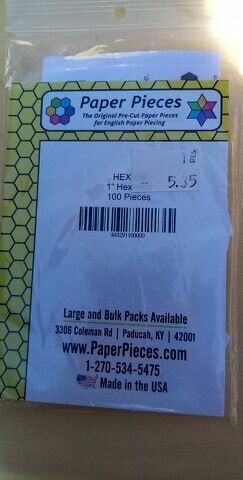 Paper Pieces
The Original Pre-Cut Paper Pieces
for English Paper Piecing
5.35
HEX
1" Hex
100 Pieces
Large and Bulk Packs Available
3306 Coleman Rd | Paducah, KY | 42001
www.PaperPieces.com
1-270-534-5475
Made in the USA